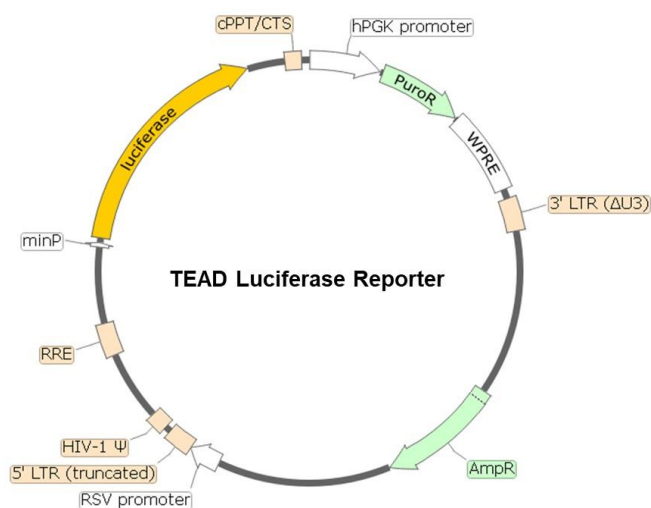 cPPT/CTS
hPGK promoter
PuroR
WPRE
3' LTR (ΔU3)
luciferase
minP
TEAD Luciferase Reporter
RRE
HIV-1 Ψ
5' LTR (truncated)
RSV promoter
AmpR